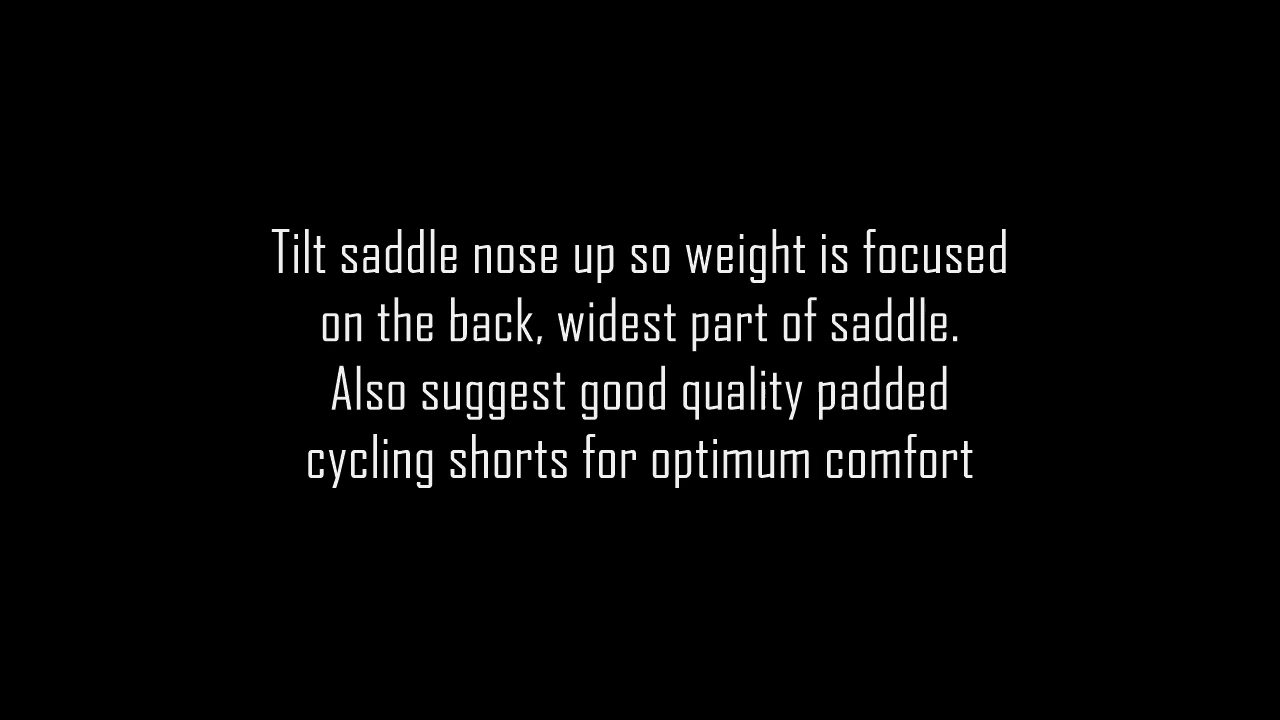 Tilt saddle nose up so weight is focused
on the back, widest part of saddle.
Also suggest good quality padded
cycling shorts for optimum comfort